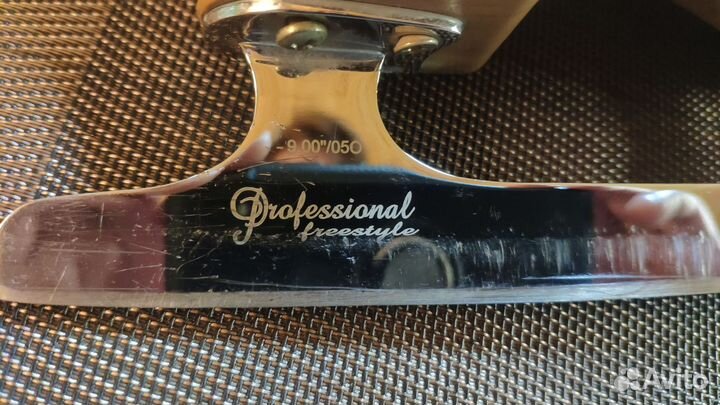 - 9.00"/050
Professional
freestyle
Avito